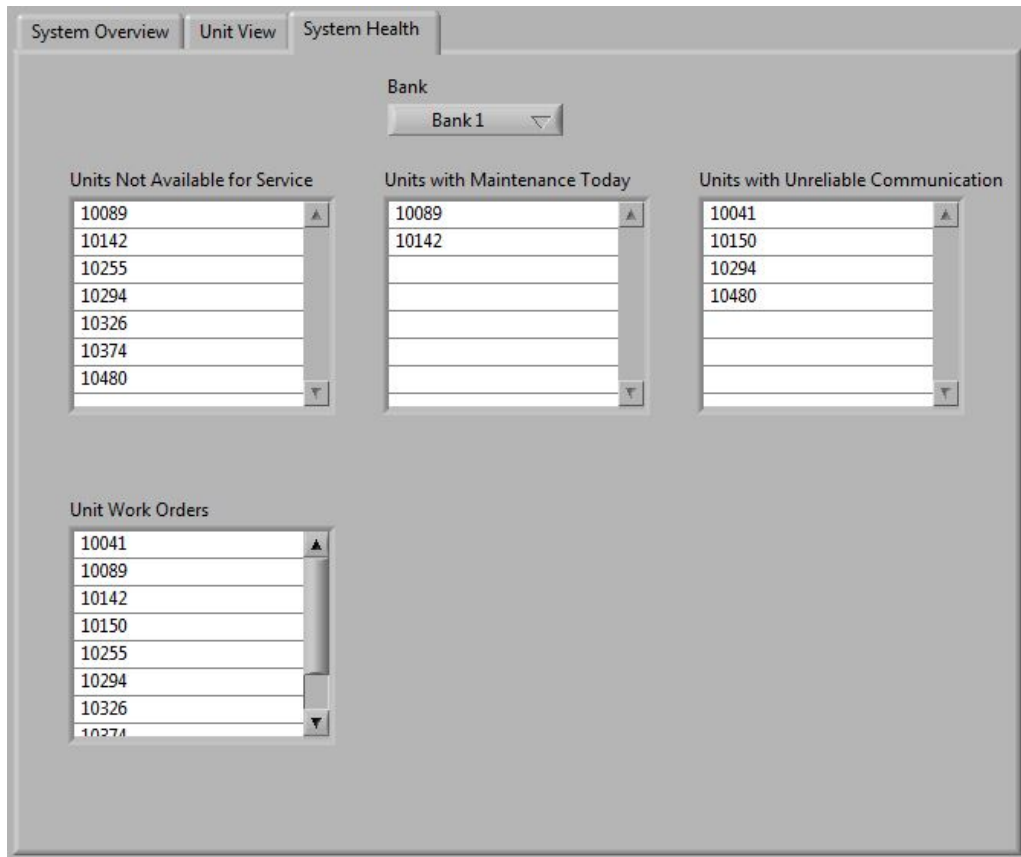 System Overview
Unit View
System Health
Bank
Bank 1
Units Not Available for Service
10089
10142
10255
10294
10326
10374
10480
Units with Maintenance Today
10089
10142
Units with Unreliable Communication
10041
10150
10294
10480
Unit Work Orders
10041
10089
10142
10150
10255
10294
10326
10374